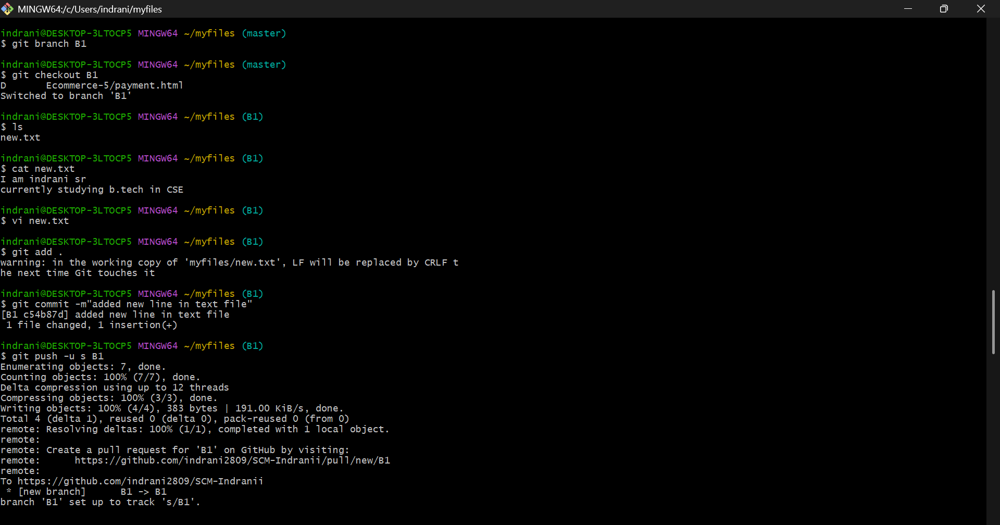 MINGW64:/c/Users/indrani/myfiles
indrani@DESKTOP-3LTOCP5 MINGW64 ~/myfiles (master)
$ git branch B1
indrani@DESKTOP-3LTOCP5 MINGW64 ~/myfiles (master)
$ git checkout B1
D       Ecommerce-5/payment.html
Switched to branch 'B1'
indrani@DESKTOP-3LTOCP5 MINGW64 ~/myfiles (B1)
$ ls
new.txt
indrani@DESKTOP-3LTOCP5 MINGW64 ~/myfiles (B1)
$ cat new.txt
I am indrani sr
currently studying b.tech in CSE
indrani@DESKTOP-3LTOCP5 MINGW64 ~/myfiles (B1)
$ vi new.txt
indrani@DESKTOP-3LTOCP5 MINGW64 ~/myfiles (B1)
$ git add .
warning: in the working copy of 'myfiles/new.txt', LF will be replaced by CRLF t
he next time Git touches it
indrani@DESKTOP-3LTOCP5 MINGW64 ~/myfiles (B1)
$ git commit -m"added new line in text file"
[B1 c54b87d] added new line in text file
 1 file changed, 1 insertion(+)
indrani@DESKTOP-3LTOCP5 MINGW64 ~/myfiles (B1)
$ git push -u s B1
Enumerating objects: 7, done.
Counting objects: 100% (7/7), done.
Delta compression using up to 12 threads
Compressing objects: 100% (3/3), done.
Writing objects: 100% (4/4), 383 bytes | 191.00 KiB/s, done.
Total 4 (delta 1), reused 0 (delta 0), pack-reused 0 (from 0)
remote: Resolving deltas: 100% (1/1), completed with 1 local object.
remote:
remote: Create a pull request for 'B1' on GitHub by visiting:
remote:      https://github.com/indrani2809/SCM-Indranii/pull/new/B1
remote:
To https://github.com/indrani2809/SCM-Indranii
 * [new branch]      B1 -> B1
branch 'B1' set up to track 's/B1'.